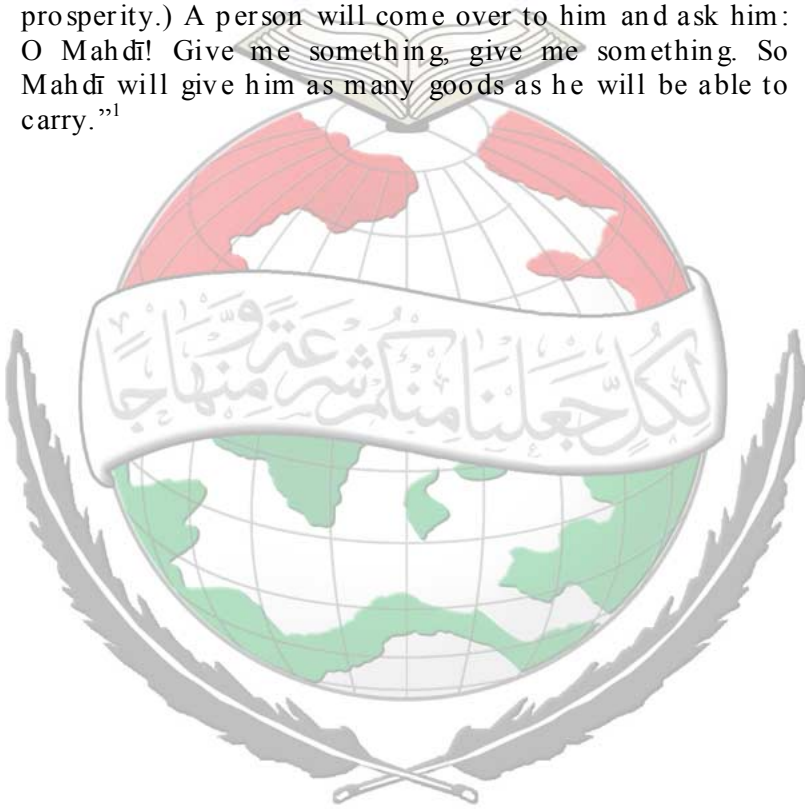 prosperity.) A person will come over to him and ask him:
O Mahdī! Give me something, give me something. So
Mahdī will give him as many goods as he will be able to
carry.”1
لِكُلٍّ جَعَلْنَا مِنْكُمْ شِرْعَةً وَمِنْهَاجًا